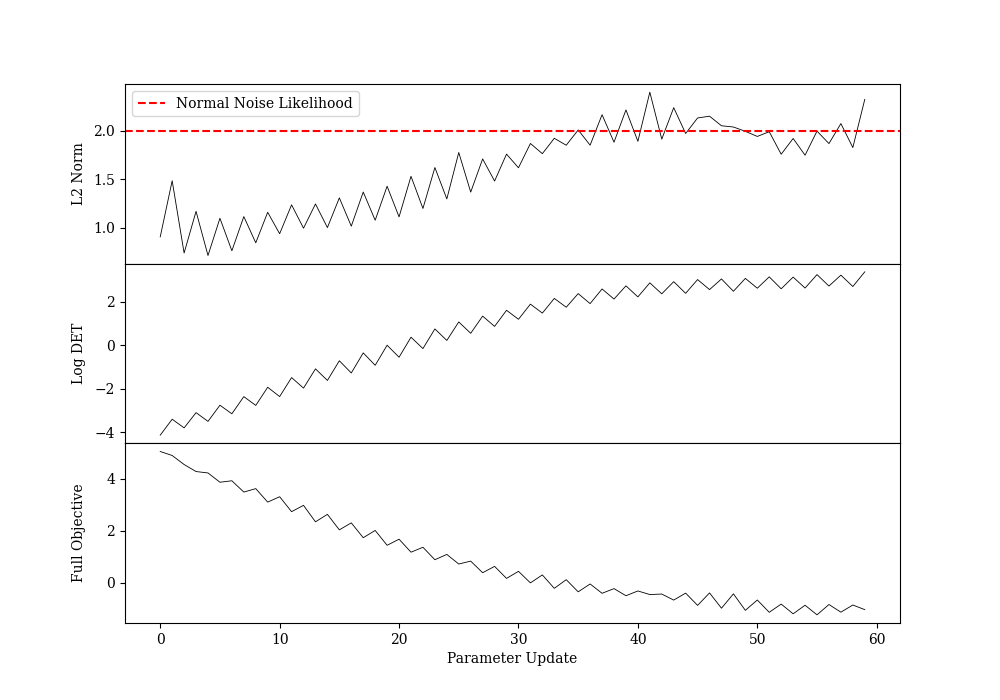 Normal Noise Likelihood
2.0
1.5
1.0
L2 Norm
2
0
−2
−4
Log DET
4
2
0
Full Objective
0 10 20 30 40 50 60
Parameter Update